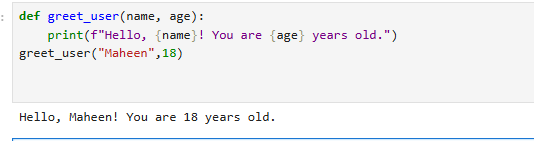 def greet_user(name, age):
    print(f"Hello, {name}! You are {age} years old.")
greet_user("Maheen",18)
Hello, Maheen! You are 18 years old.